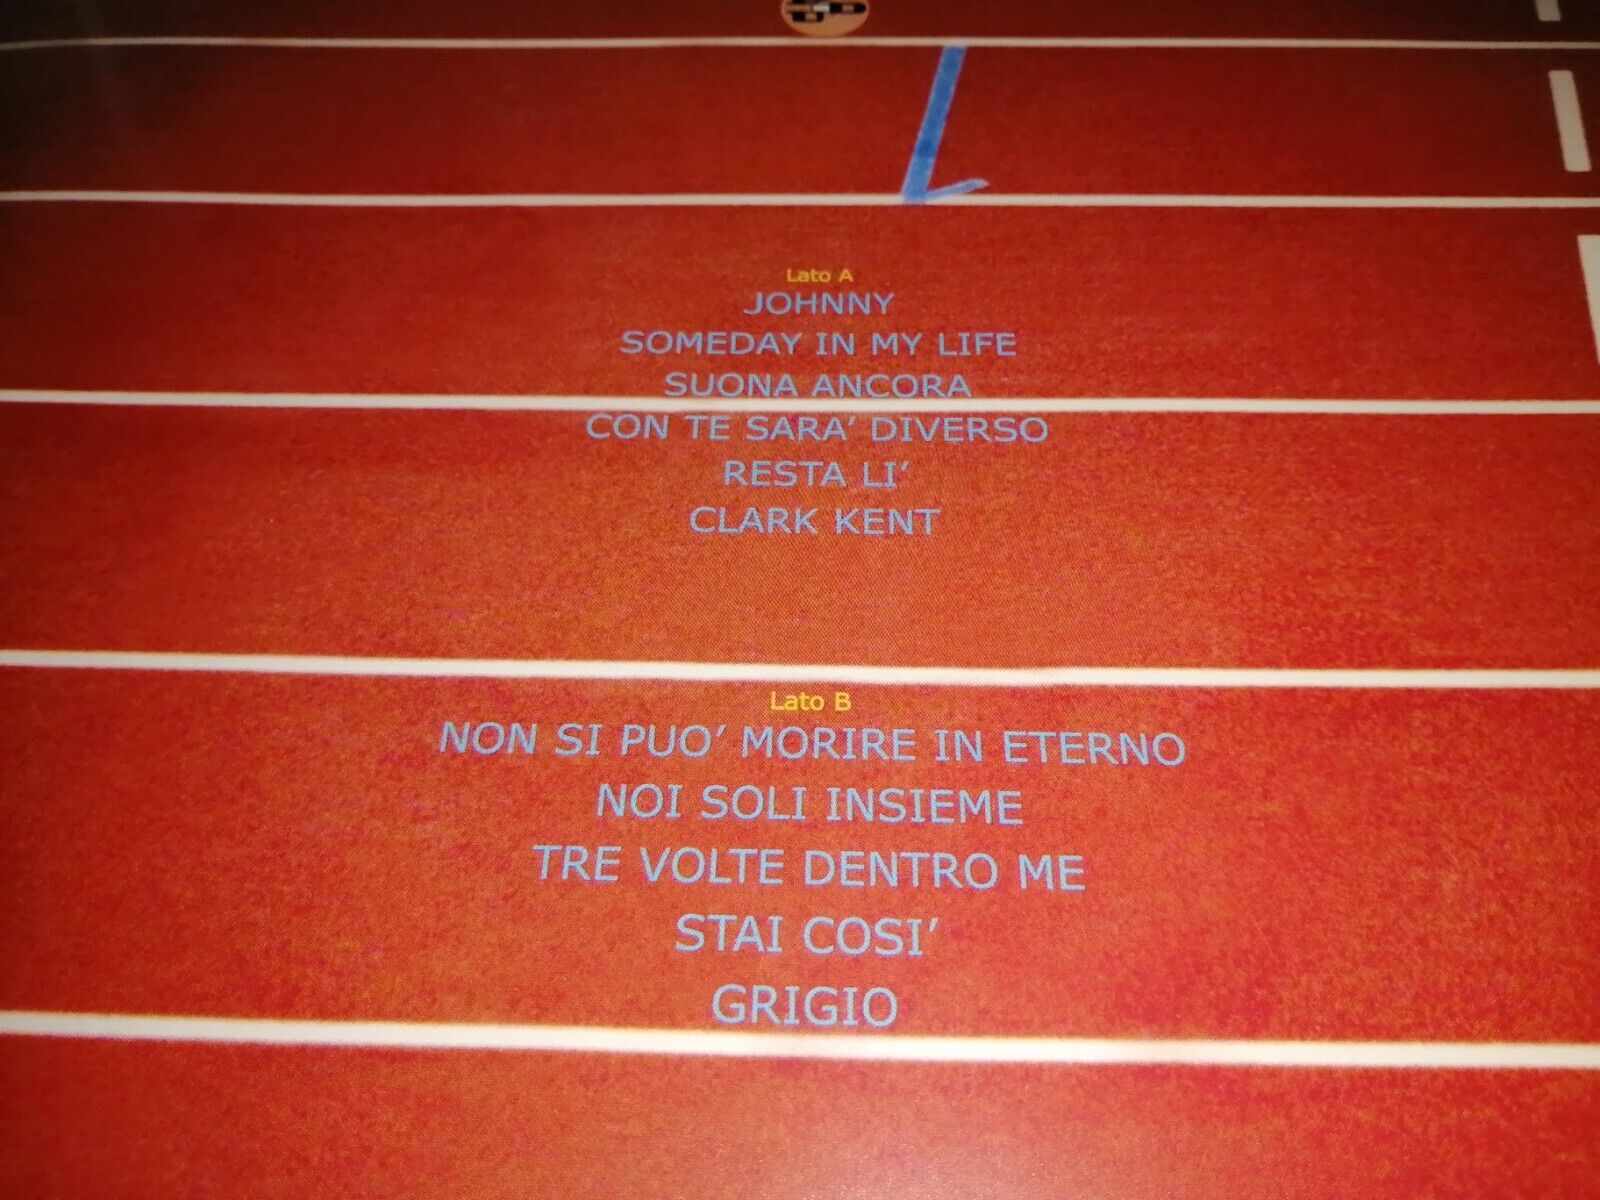 Lato A
JOHNNY
SOMEDAY IN MY LIFE
SUONA ANCORA
CON TE SARA' DIVERSO
RESTA LI'
CLARK KENT
Lato B
NON SI PUO' MORIRE IN ETERNO
NOI SOLI INSIEME
TRE VOLTE DENTRO ME
STAI COSI'
GRIGIO